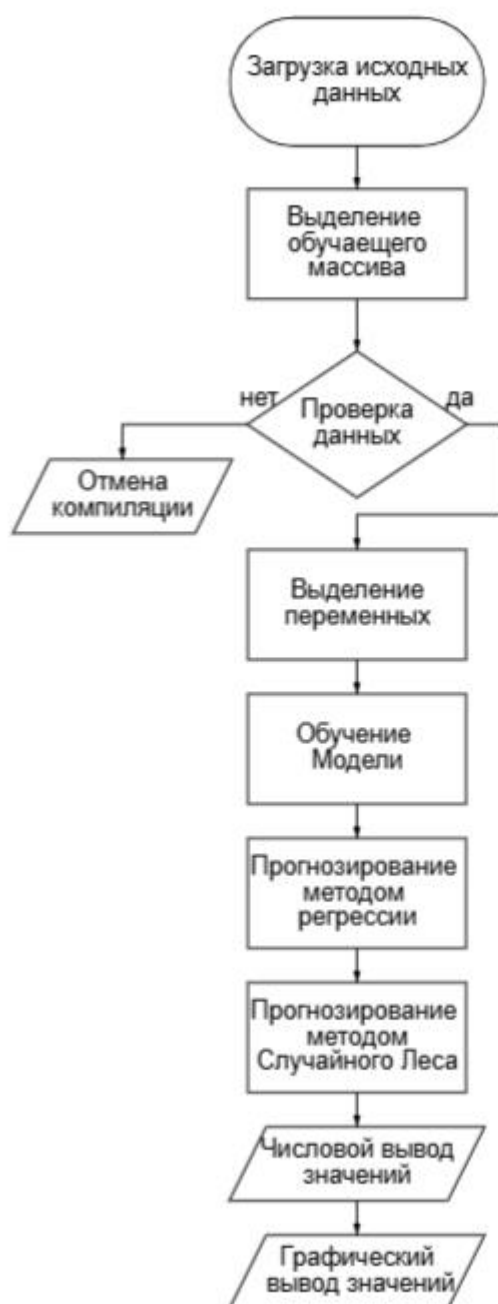 Загрузка исходных
данных
Выделение
обучаещего
массива
нет
Проверка
данных
да
Отмена
компиляции
Выделение
переменных
Обучение
Модели
Прогнозирование
методом
регрессии
Прогнозирование
методом
Случайного Леса
Числовой вывод
значений
Графический
вывод значений